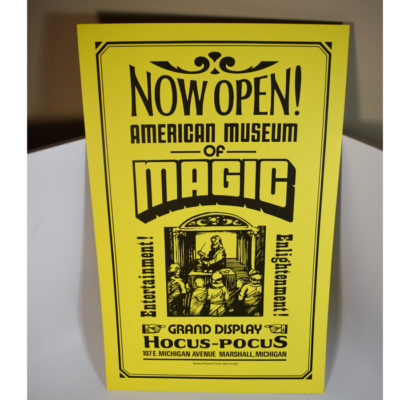 NOW OPEN!
AMERICAN MUSEUM
OF
MAGIC
Entertainment!
Enlightenment!
GRAND DISPLAY
HOCUS-POCUS
107 E. MICHIGAN AVENUE MARSHALL, MICHIGAN